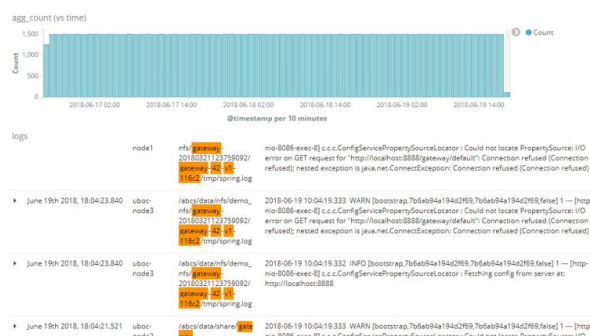 agg_count (vs time)
1,500
1,000
500
0
Count
2018-06-17 02:00
2018-06-17 14:00
2018-06-18 02:00
2018-06-18 14:00
2018-06-19 02:00
2018-06-19 14:00
@timestamp per 10 minutes
Count
logs
node1 nfs/gateway- nio-8086-exec-8] c.c.c.ConfigServicePropertySourceLocator : Could not locate PropertySource: I/O
20180321123759092/ error on GET request for "http://localhost:8888/gateway/default": Connection refused (Connection
gateway-42-v1- refused); nested exception is java.net.ConnectException: Connection refused (Connection refused)
116c2/tmp/spring.log
June 19th 2018, 18:04:23.840 uboc- /abcs/data/nfs/demo_ 2018-06-19 10:04:19.333 WARN [bootstrap,7b6ab94a194d2f69,7b6ab94a194d2f69,false] 1 --- [http
node3 nfs/gateway- nio-8086-exec-8] c.c.c.ConfigServicePropertySourceLocator : Could not locate PropertySource: I/O
20180321123759092/ error on GET request for "http://localhost:8888/gateway/default": Connection refused (Connection
gateway-42-v1- refused); nested exception is java.net.ConnectException: Connection refused (Connection refused)
116c2/tmp/spring.log
June 19th 2018, 18:04:23.840 uboc- /abcs/data/nfs/demo_ 2018-06-19 10:04:19.332 INFO [bootstrap,7b6ab94a194d2f69,7b6ab94a194d2f69,false] 1 --- [http-
node3 nfs/gateway- nio-8086-exec-8] c.c.c.ConfigServicePropertySourceLocator : Fetching config from server at:
20180321123759092/ http://localhost:8888
gateway-42-v1-
116c2/tmp/spring.log
June 19th 2018, 18:04:21.521 uboc- /abcs/data/share/gate 2018-06-19 10:04:19.333 WARN [bootstrap,7b6ab94a194d2f69,7b6ab94a194d2f69,false] 1 --- [http